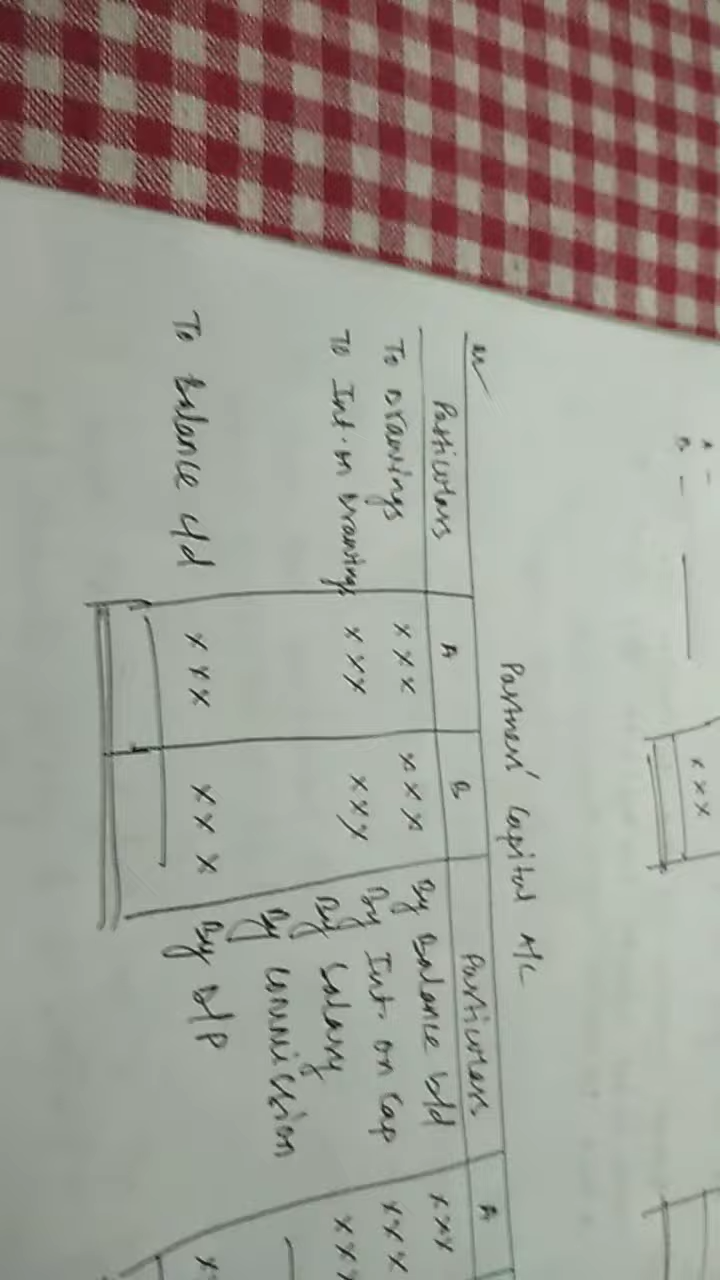 A -
B - xxx
Partners' Capital A/c
Dr
Particulars A B Particulars A
To Drawings xxx xxx By Balance b/d xxx
To Int. on Drawings xxx xxx By Int. on Cap xxx
By Salary xxx
By Commission —
To Balance c/d xxx xxx By